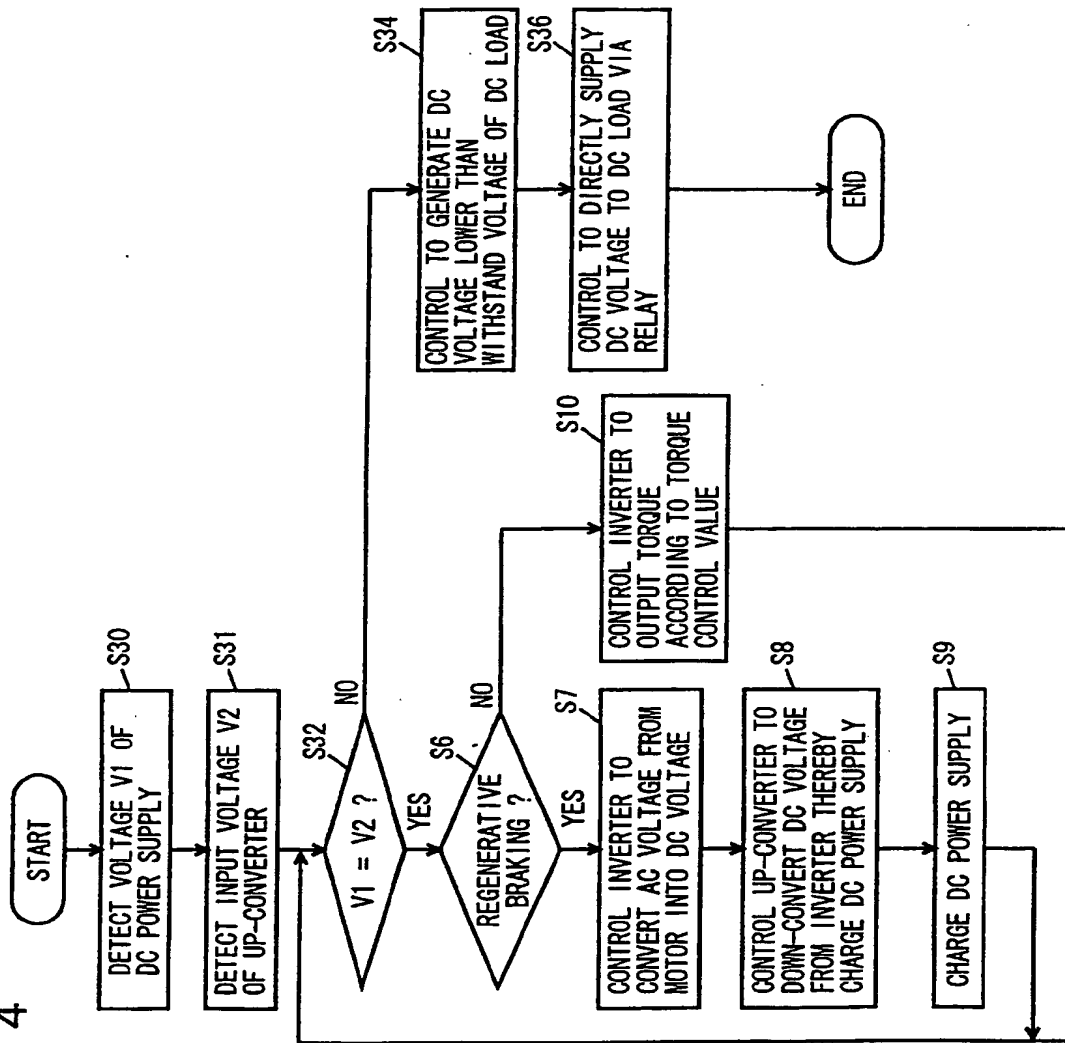 4
START
DETECT VOLTAGE V1 OF
DC POWER SUPPLY
S30
DETECT INPUT VOLTAGE V2
OF UP-CONVERTER
S31
V1 = V2 ?
S32
NO
YES
CONTROL TO GENERATE DC
VOLTAGE LOWER THAN
WITHSTAND VOLTAGE OF DC LOAD
S34
CONTROL TO DIRECTLY SUPPLY
DC VOLTAGE TO DC LOAD VIA
RELAY
S36
END
REGENERATIVE
BRAKING ?
S6
NO
YES
CONTROL INVERTER TO
CONVERT AC VOLTAGE FROM
MOTOR INTO DC VOLTAGE
S7
CONTROL INVERTER TO
OUTPUT TORQUE
ACCORDING TO TORQUE
CONTROL VALUE
S10
CONTROL UP-CONVERTER TO
DOWN-CONVERT DC VOLTAGE
FROM INVERTER THEREBY
CHARGE DC POWER SUPPLY
S8
CHARGE DC POWER SUPPLY
S9